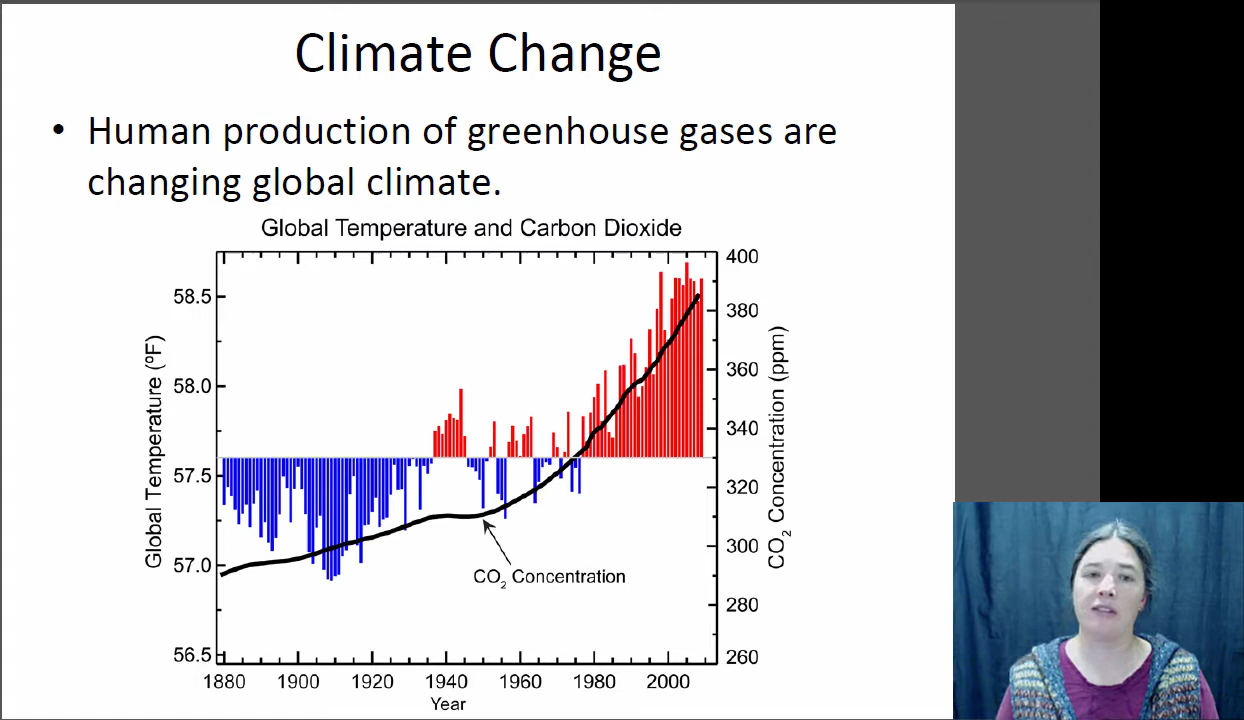 Climate Change
• Human production of greenhouse gases are
changing global climate.
Global Temperature and Carbon Dioxide
Global Temperature (ºF)
58.5
58.0
57.5
57.0
56.5
400
380
360
340
320
300
280
260
CO₂ Concentration (ppm)
CO₂ Concentration
1880 1900 1920 1940 1960 1980 2000
Year